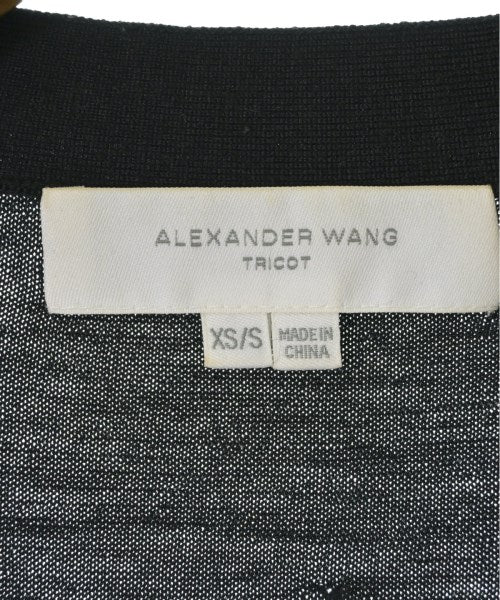 ALEXANDER WANG
TRICOT
XS/S
MADE IN
CHINA